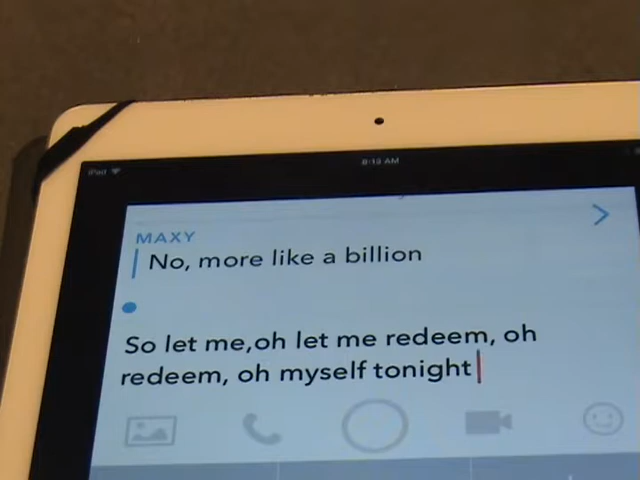 iPad
8:13 AM
MAXY
No, more like a billion
So let me,oh let me redeem, oh
redeem, oh myself tonight